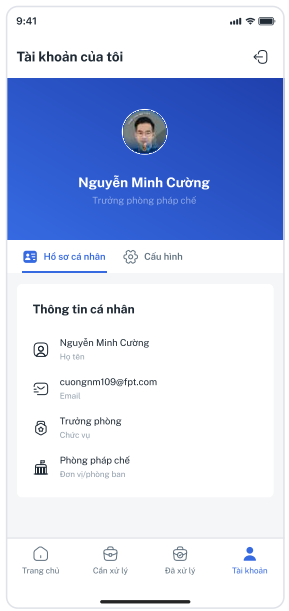 9:41
Tài khoản của tôi
Nguyễn Minh Cường
Trưởng phòng pháp chế
Hồ sơ cá nhân
Cấu hình
Thông tin cá nhân
Nguyễn Minh Cường
Họ tên
cuongnm109@fpt.com
Email
Trưởng phòng
Chức vụ
Phòng pháp chế
Đơn vị/phòng ban
Trang chủ
Cần xử lý
Đã xử lý
Tài khoản